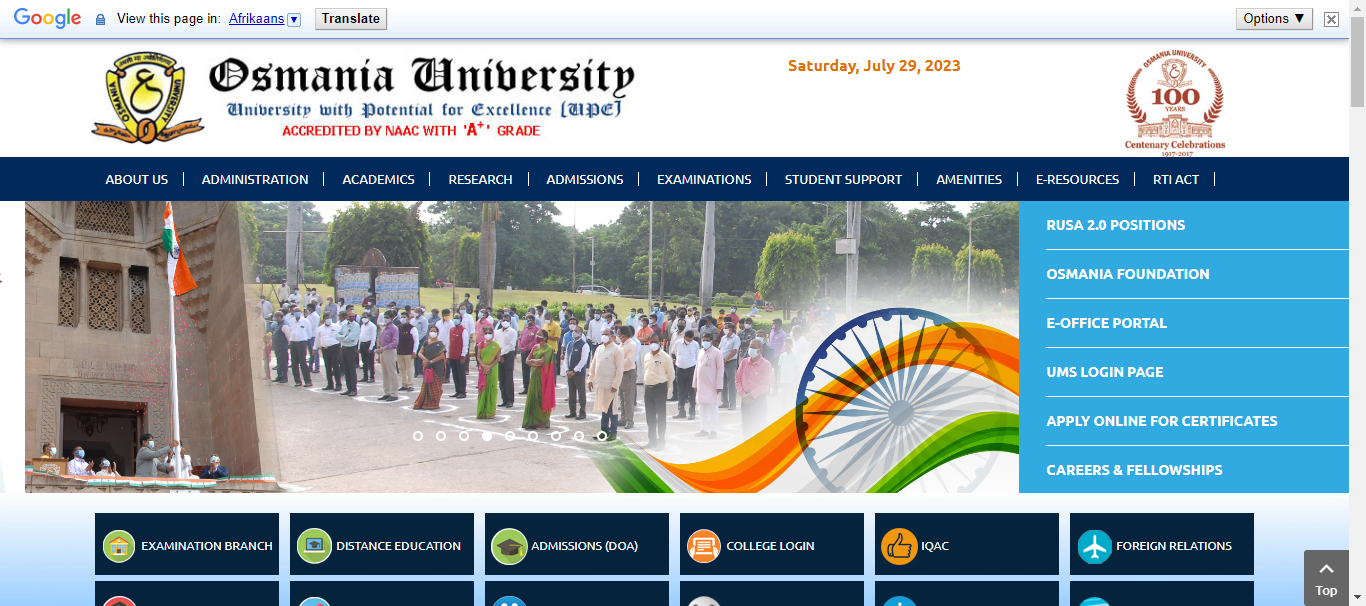 Google View this page in: Afrikaans ▼ Translate Options ▼
Osmania University
University with Potential for Excellence [UPE]
ACCREDITED BY NAAC WITH 'A+' GRADE
Saturday, July 29, 2023
OSMANIA UNIVERSITY
100
YEARS
Centenary Celebrations
1917-2017
OSMANIA
UNIVERSITY
ABOUT US ADMINISTRATION ACADEMICS RESEARCH ADMISSIONS EXAMINATIONS STUDENT SUPPORT AMENITIES E-RESOURCES RTI ACT
RUSA 2.0 POSITIONS
OSMANIA FOUNDATION
E-OFFICE PORTAL
UMS LOGIN PAGE
APPLY ONLINE FOR CERTIFICATES
CAREERS & FELLOWSHIPS
EXAMINATION BRANCH DISTANCE EDUCATION ADMISSIONS (DOA) COLLEGE LOGIN IQAC FOREIGN RELATIONS
Top